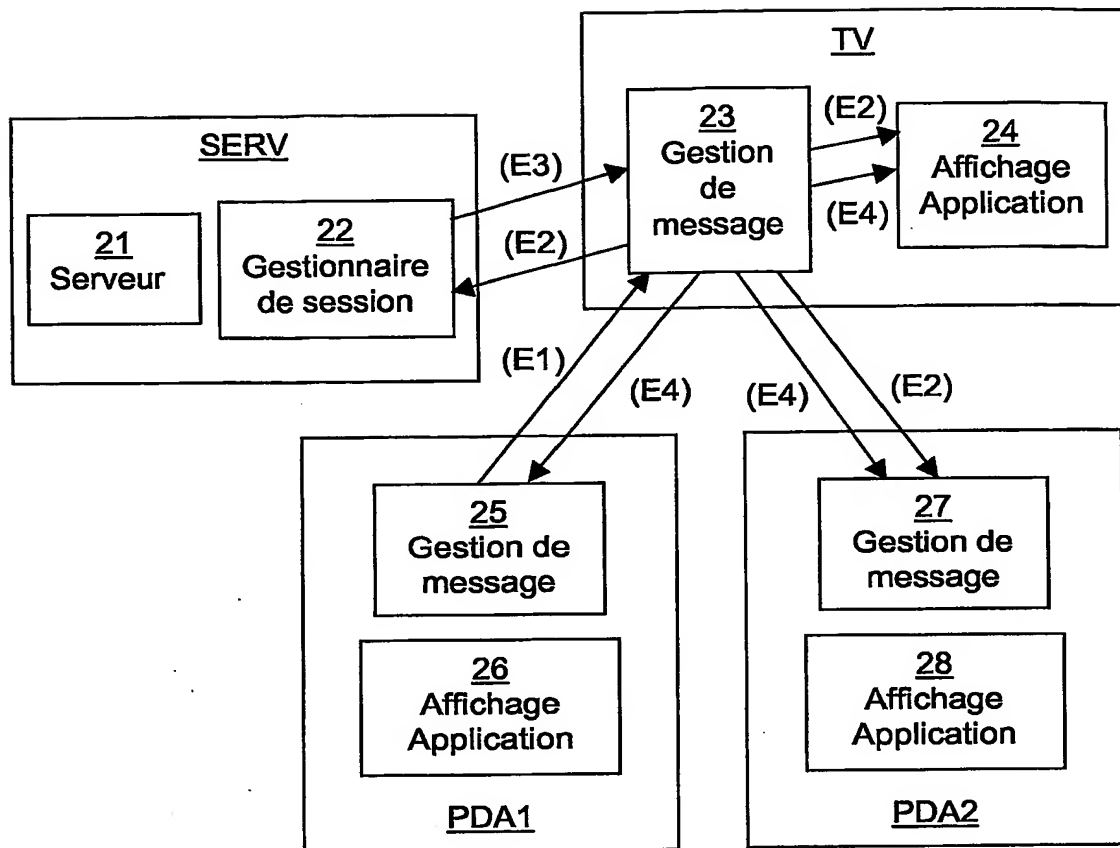 TV
SERV
21
Serveur
22
Gestionnaire
de session
(E3)
(E2)
23
Gestion
de
message
(E2)
(E4)
24
Affichage
Application
(E1)
(E4)
(E4)
(E2)
25
Gestion de
message
26
Affichage
Application
PDA1
27
Gestion de
message
28
Affichage
Application
PDA2